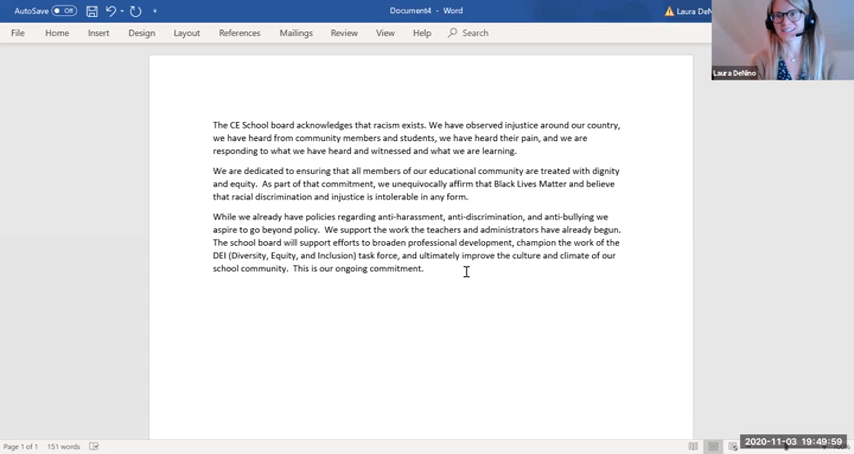 AutoSave Off Document4 - Word Laura DeN
File Home Insert Design Layout References Mailings Review View Help Search
Laura DeNino
The CE School board acknowledges that racism exists. We have observed injustice around our country,
we have heard from community members and students, we have heard their pain, and we are
responding to what we have heard and witnessed and what we are learning.
We are dedicated to ensuring that all members of our educational community are treated with dignity
and equity. As part of that commitment, we unequivocally affirm that Black Lives Matter and believe
that racial discrimination and injustice is intolerable in any form.
While we already have policies regarding anti-harassment, anti-discrimination, and anti-bullying we
aspire to go beyond policy. We support the work the teachers and administrators have already begun.
The school board will support efforts to broaden professional development, champion the work of the
DEI (Diversity, Equity, and Inclusion) task force, and ultimately improve the culture and climate of our
school community. This is our ongoing commitment.
Page 1 of 1 151 words
2020-11-03 19:49:59